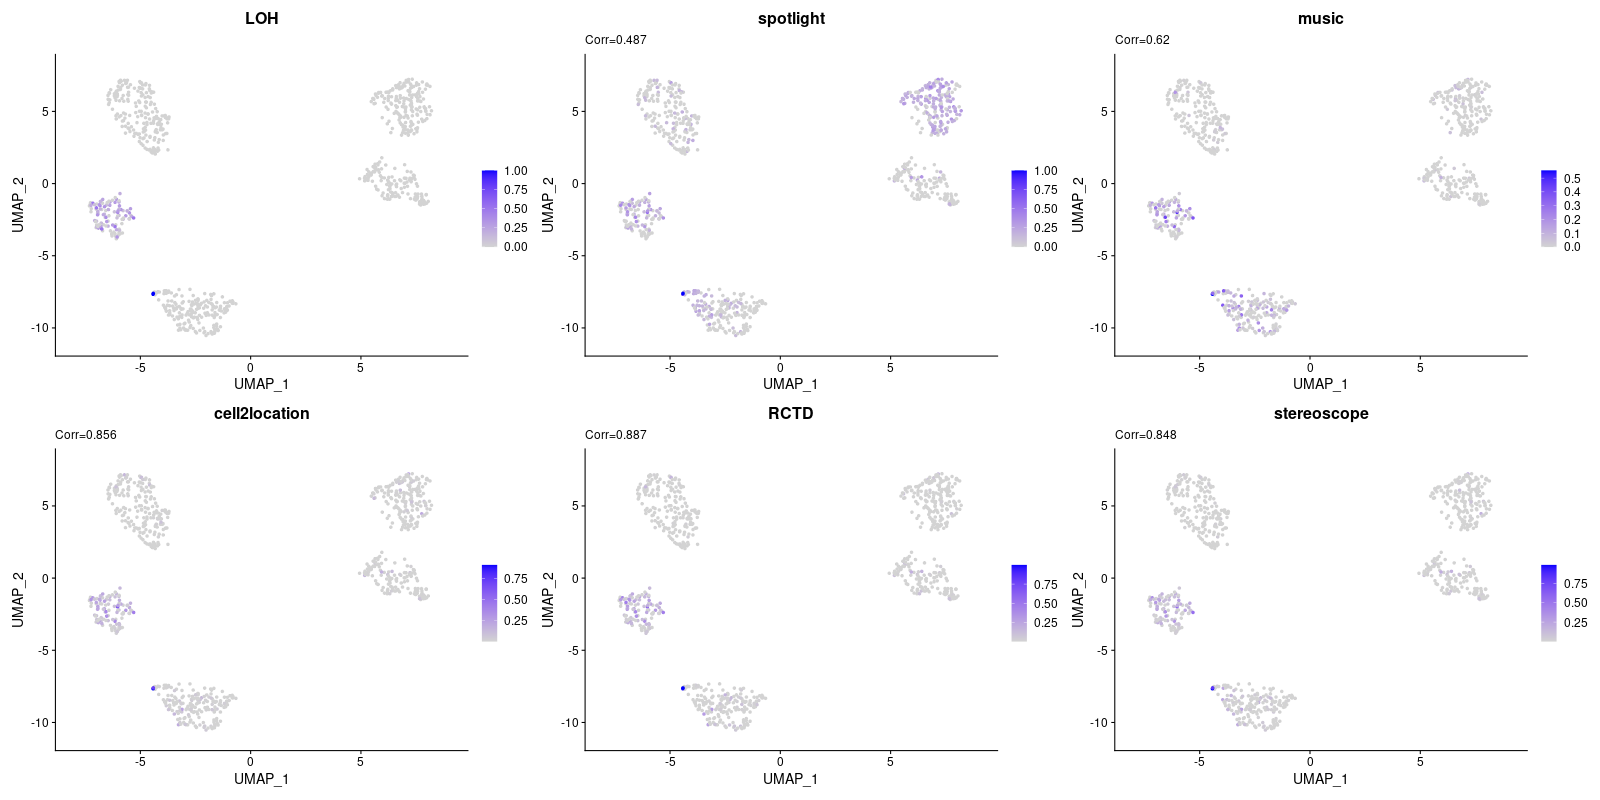 LOH
UMAP_2
5
0
-5
-10
-5
0
5
UMAP_1
1.00
0.75
0.50
0.25
0.00
spotlight
Corr=0.487
UMAP_2
5
0
-5
-10
-5
0
5
UMAP_1
1.00
0.75
0.50
0.25
0.00
music
Corr=0.62
UMAP_2
5
0
-5
-10
-5
0
5
UMAP_1
0.5
0.4
0.3
0.2
0.1
0.0
cell2location
Corr=0.856
UMAP_2
5
0
-5
-10
-5
0
5
UMAP_1
0.75
0.50
0.25
RCTD
Corr=0.887
UMAP_2
5
0
-5
-10
-5
0
5
UMAP_1
0.75
0.50
0.25
stereoscope
Corr=0.848
UMAP_2
5
0
-5
-10
-5
0
5
UMAP_1
0.75
0.50
0.25